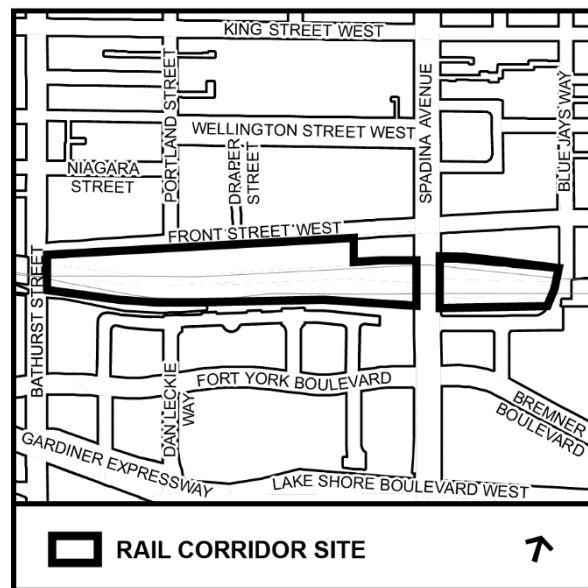 KING STREET WEST
PORTLAND STREET
SPADINA AVENUE
BLUE JAYS WAY
WELLINGTON STREET WEST
NIAGARA
STREET
DRAPER
STREET
FRONT STREET WEST
BATHURST STREET
FORT YORK BOULEVARD
DAN LECKIE
WAY
BREMNER
BOULEVARD
GARDINER EXPRESSWAY
LAKE SHORE BOULEVARD WEST
RAIL CORRIDOR SITE